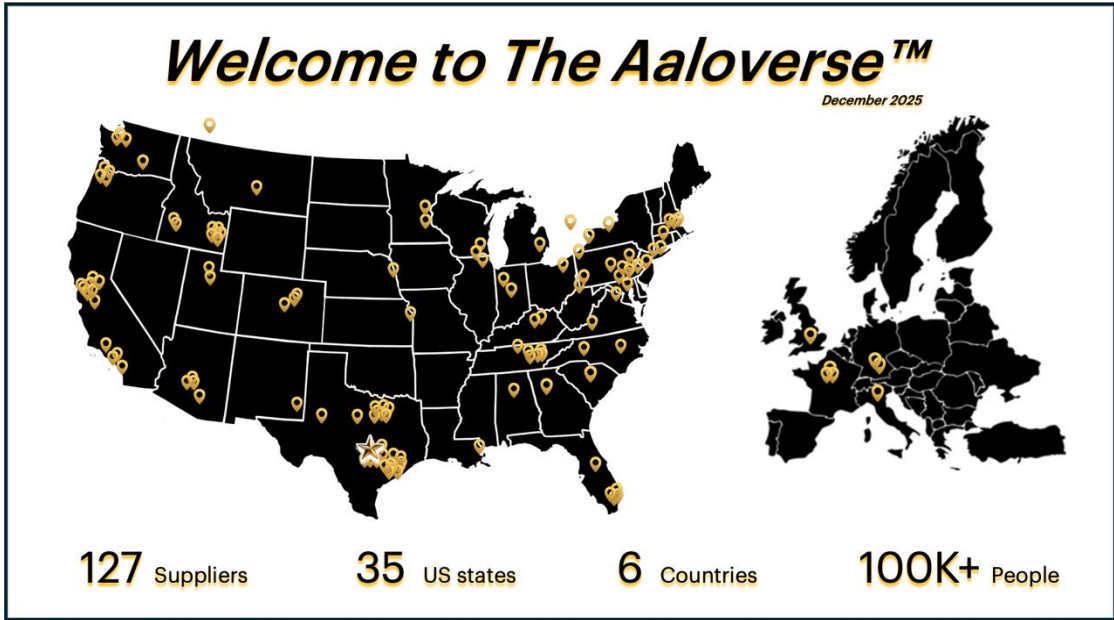 Welcome to The Aaloverse™
December 2025
127 Suppliers
35 US states
6 Countries
100K+ People